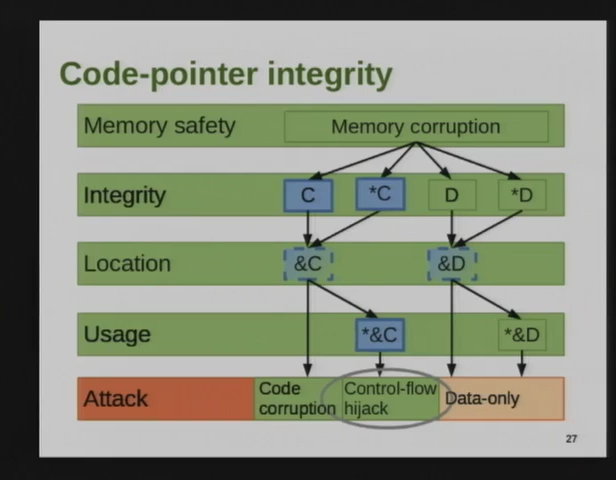 Code-pointer integrity
Memory safety
Memory corruption
Integrity
C
*C
D
*D
Location
&C
&D
Usage
*&C
*&D
Attack
Code
corruption
Control-flow
hijack
Data-only
27